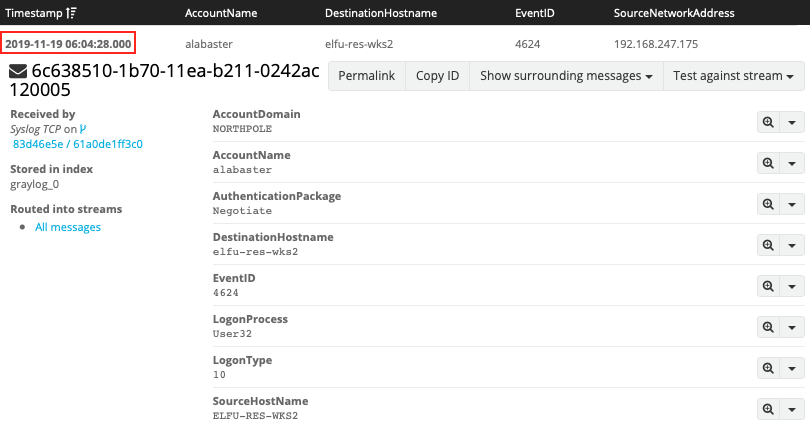 Timestamp AccountName DestinationHostname EventID SourceNetworkAddress
2019-11-19 06:04:28.000 alabaster elfu-res-wks2 4624 192.168.247.175
6c638510-1b70-11ea-b211-0242ac
120005
Permalink Copy ID Show surrounding messages Test against stream
Received by
Syslog TCP on
83d46e5e / 61a0de1ff3c0
Stored in index
graylog_0
Routed into streams
All messages
AccountDomain
NORTHPOLE
AccountName
alabaster
AuthenticationPackage
Negotiate
DestinationHostname
elfu-res-wks2
EventID
4624
LogonProcess
User32
LogonType
10
SourceHostName
ELFU-RES-WKS2